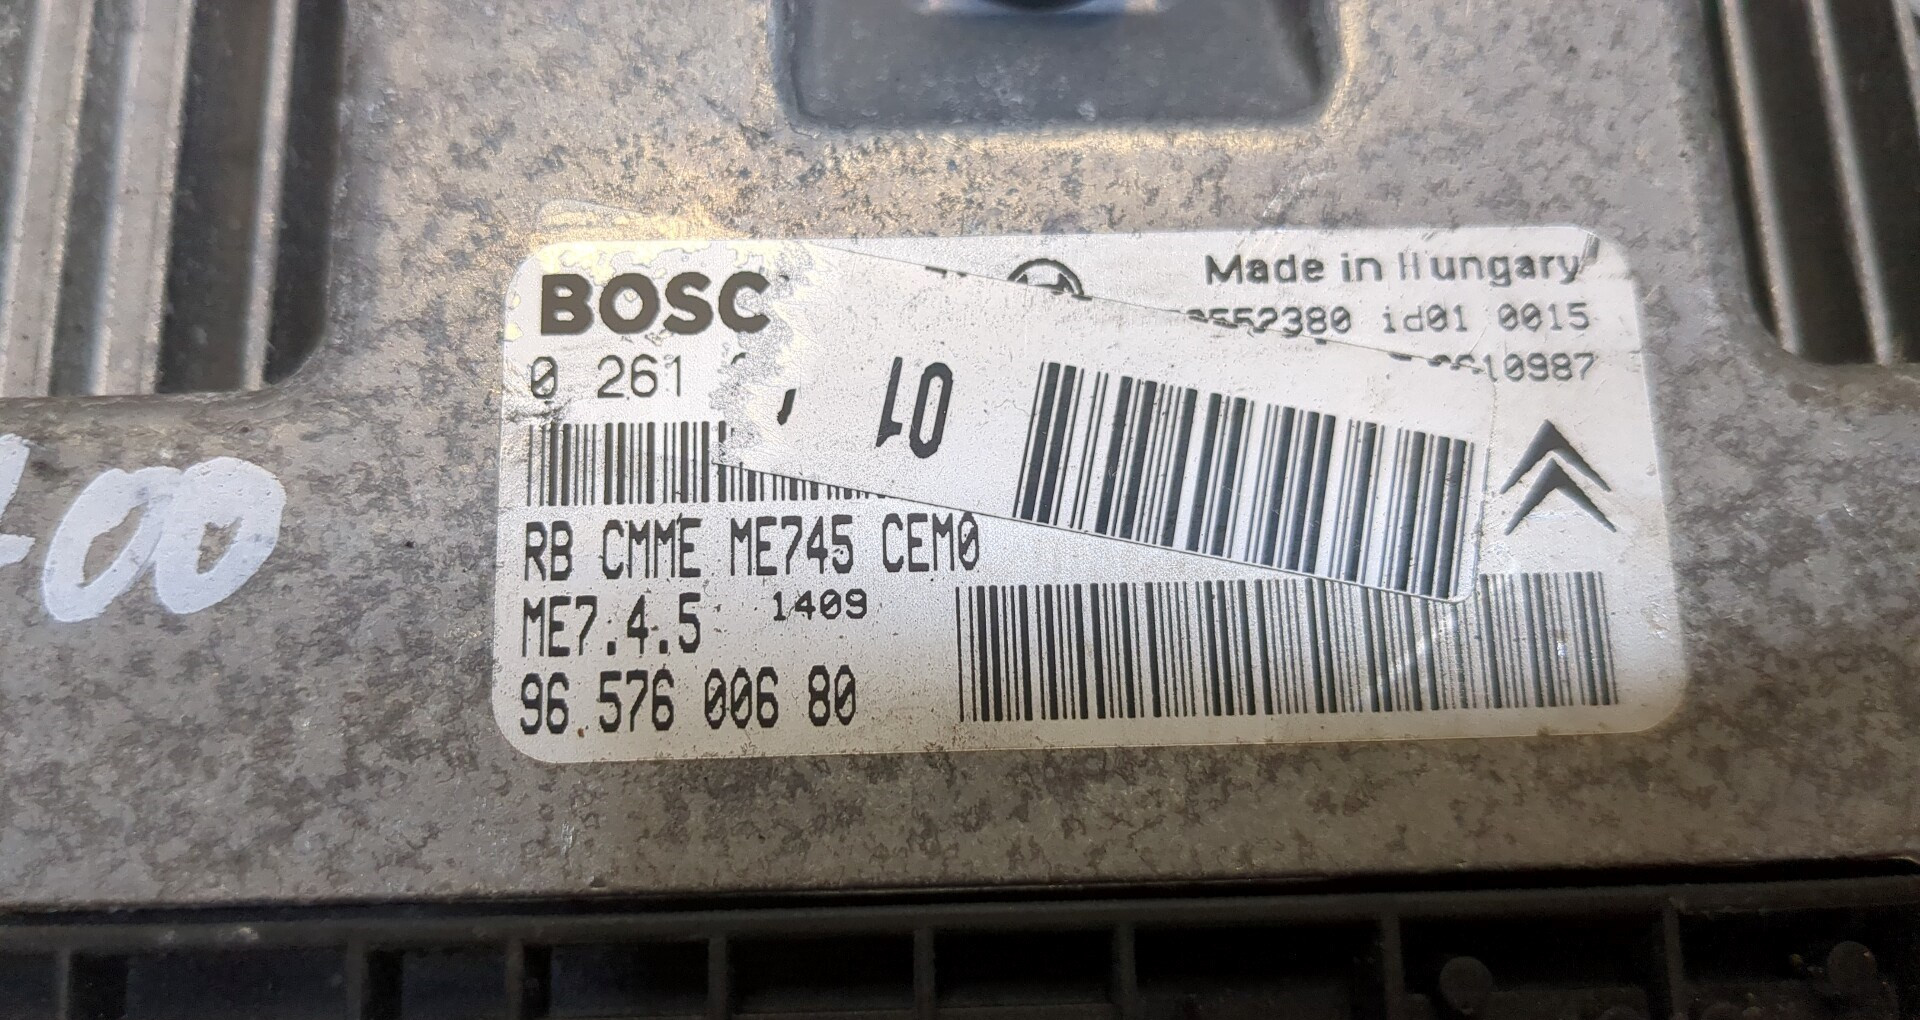 BOSC
Made in Hungary
552380 id01 0015
0 261
10987
01
RB CMME ME745 CEM0
ME7.4.5 1409
96 576 006 80
00